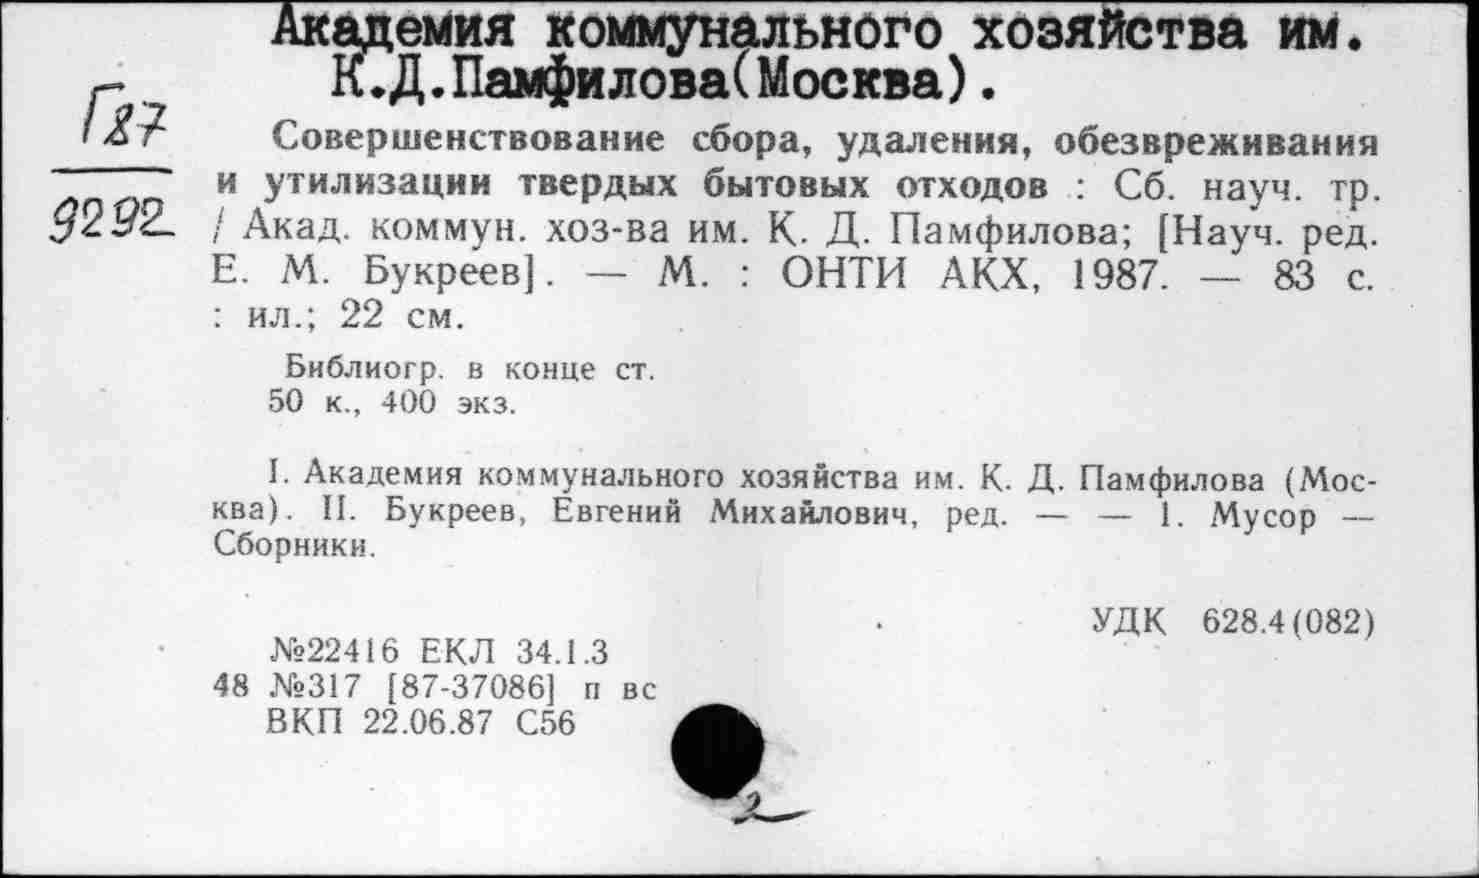 Академия коммунального хозяйства им.
К.Д.Памфилова(Москва).
Г87
9292
Совершенствование сбора, удаления, обезвреживания
и утилизации твердых бытовых отходов : Сб. науч. тр.
/ Акад. коммун. хоз-ва им. К. Д. Памфилова; [Науч. ред.
Е. М. Букреев]. — М. : ОНТИ АКХ, 1987. — 83 с.
: ил.; 22 см.
Библиогр. в конце ст.
50 к., 400 экз.
I. Академия коммунального хозяйства им. К. Д. Памфилова (Мос-
ква). II. Букреев, Евгений Михайлович, ред. — — 1. Мусор —
Сборники.
УДК 628.4(082)
№22416 ЕКЛ 34.1.3
48 №317 [87-37086] п вс
ВКП 22.06.87 С56
2